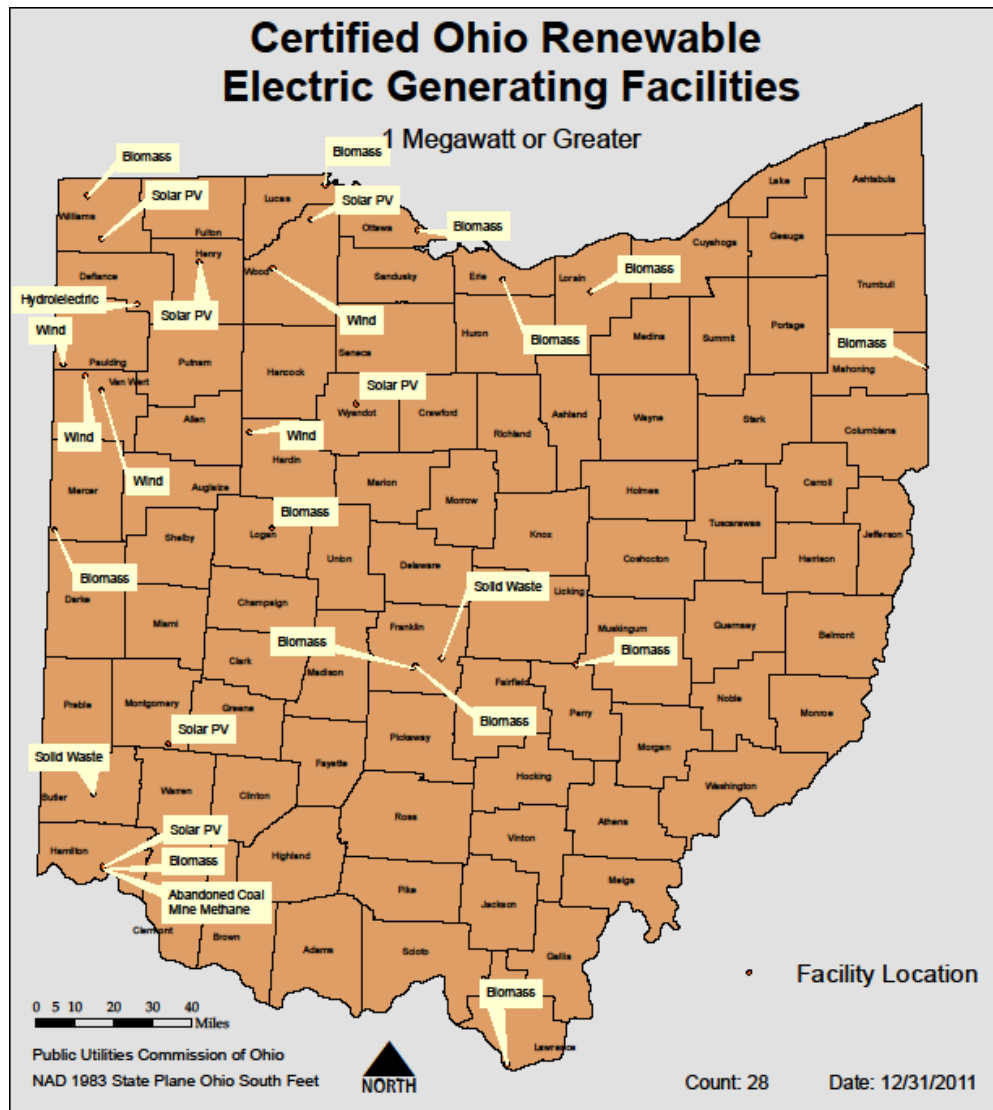 Certified Ohio Renewable
Electric Generating Facilities
1 Megawatt or Greater
Biomass
Biomass
Lake
Ashtabula
Solar PV
Lucas
Solar PV
Williams
Fulton
Ottawa
Biomass
Cuyahoga
Geauga
Henry
Defiance
Wood
Sandusky
Erie
Lorain
Biomass
Trumbull
Hydrolelectric
Solar PV
Wind
Wind
Huron
Biomass
Medina
Summit
Portage
Biomass
Paulding
Putnam
Seneca
Mahoning
Hancock
Van Wert
Solar PV
Allen
Wyandot
Crawford
Richland
Ashland
Wayne
Stark
Columbiana
Wind
Wind
Hardin
Wind
Mercer
Auglaize
Marion
Morrow
Holmes
Carroll
Biomass
Tuscarawas
Logan
Knox
Jefferson
Shelby
Union
Delaware
Coshocton
Harrison
Biomass
Darke
Champaign
Solid Waste
Licking
Miami
Franklin
Muskingum
Guernsey
Belmont
Biomass
Biomass
Clark
Madison
Fairfield
Preble
Montgomery
Greene
Biomass
Perry
Noble
Monroe
Solar PV
Pickaway
Morgan
Solid Waste
Fayette
Hocking
Washington
Butler
Warren
Clinton
Ross
Athens
Solar PV
Vinton
Hamilton
Biomass
Highland
Meigs
Abandoned Coal
Mine Methane
Pike
Jackson
Clermont
Brown
Adams
Scioto
Gallia
Facility Location
Biomass
0 5 10 20 30 40
Miles
Lawrence
Public Utilities Commission of Ohio
NAD 1983 State Plane Ohio South Feet
NORTH
Count: 28
Date: 12/31/2011